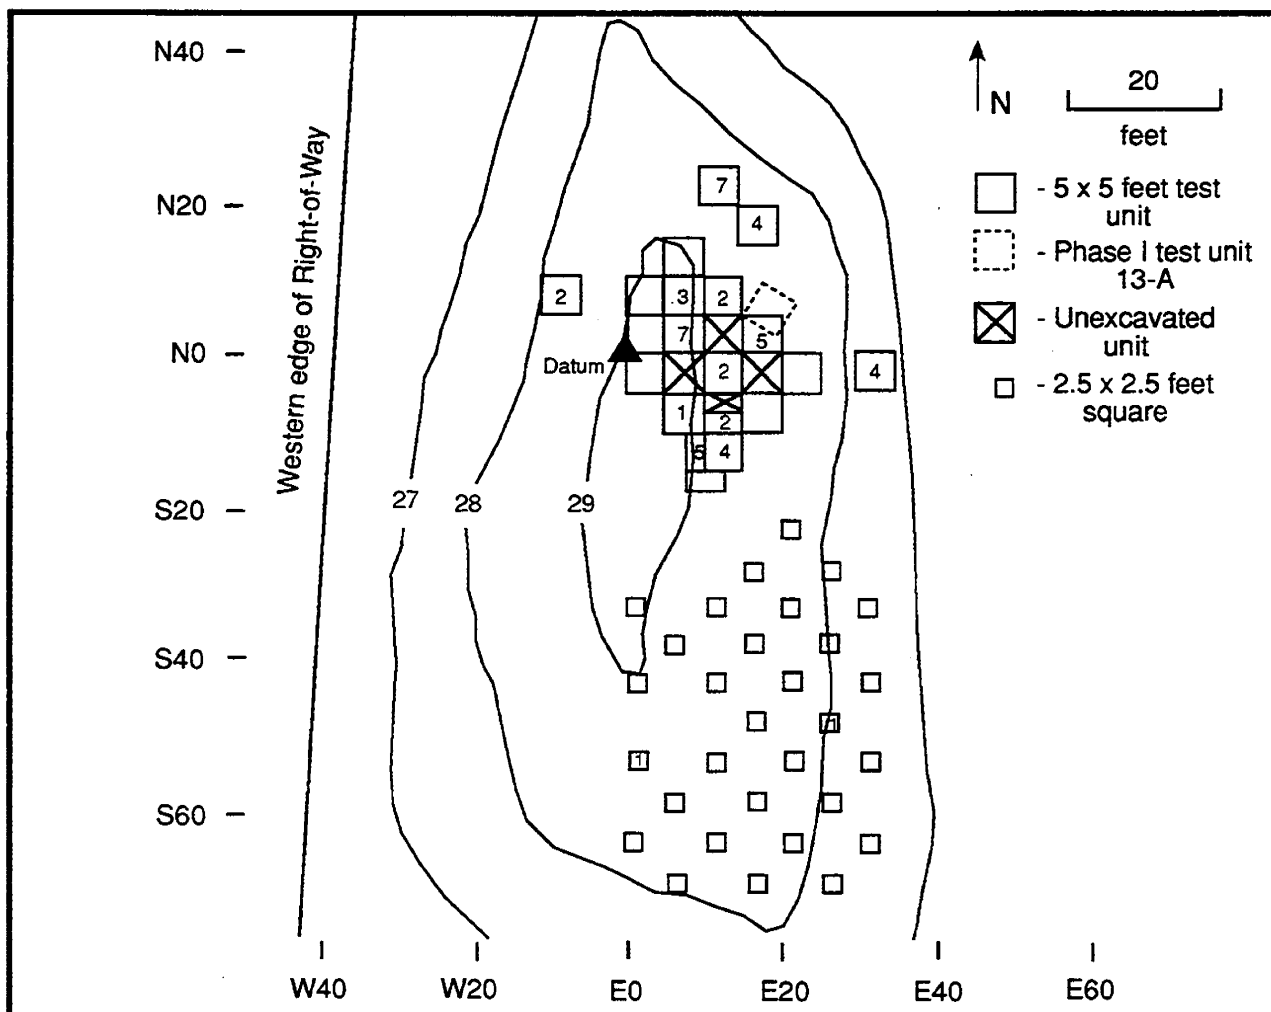 N40
N20
N0
S20
S40
S60
W40
W20
E0
E20
E40
E60
Western edge of Right-of-Way
27
28
29
Datum
7
4
2
3
2
7
5
2
4
1
2
5
4
1
1
N
20
feet
- 5 x 5 feet test
unit
- Phase I test unit
13-A
- Unexcavated
unit
- 2.5 x 2.5 feet
square